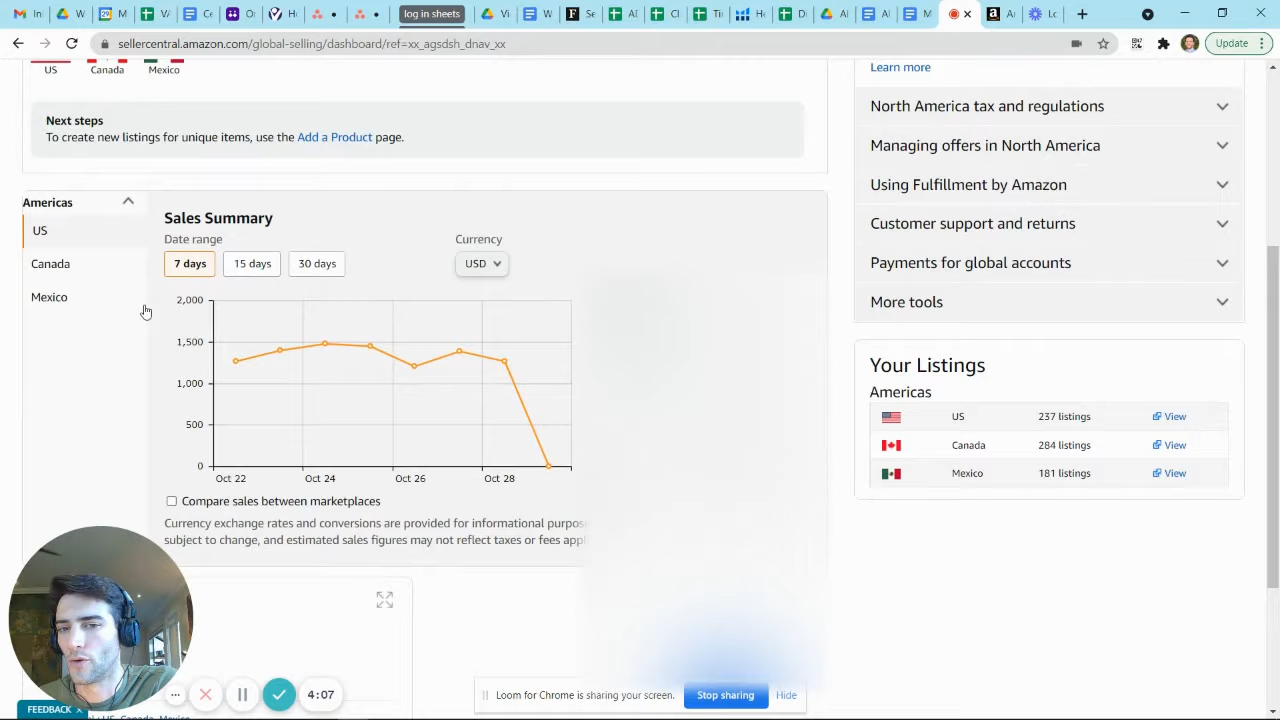 log in sheets
sellercentral.amazon.com/global-selling/dashboard/ref=xx_agsdsh_dnav_xx
Update
US
Canada
Mexico
Learn more
Next steps
To create new listings for unique items, use the Add a Product page.
North America tax and regulations
Managing offers in North America
Using Fulfillment by Amazon
Customer support and returns
Payments for global accounts
More tools
Americas
US
Canada
Mexico
Sales Summary
Date range
Currency
7 days
15 days
30 days
USD
2,000
1,500
1,000
500
0
Oct 22
Oct 24
Oct 26
Oct 28
Compare sales between marketplaces
Currency exchange rates and conversions are provided for informational
subject to change, and estimated sales figures may not reflect taxes or fees
Your Listings
Americas
US 237 listings View
Canada 284 listings View
Mexico 181 listings View
4:07
Loom for Chrome is sharing your screen.
Stop sharing
Hide
FEEDBACK
US, Canada, Mexico